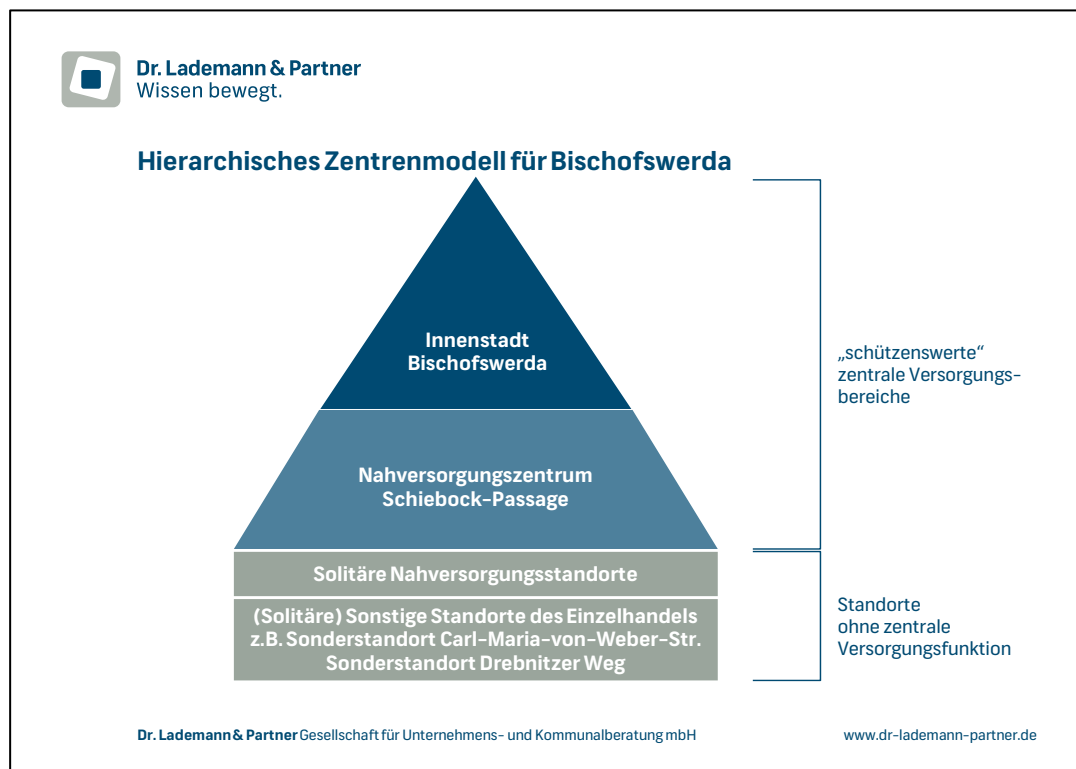 Dr. Lademann & Partner
Wissen bewegt.
Hierarchisches Zentrenmodell für Bischofswerda
Innenstadt
Bischofswerda
„schützenswerte“
zentrale Versorgungs-
bereiche
Nahversorgungszentrum
Schiebock-Passage
Solitäre Nahversorgungsstandorte
(Solitäre) Sonstige Standorte des Einzelhandels
z.B. Sonderstandort Carl-Maria-von-Weber-Str.
Sonderstandort Drebnitzer Weg
Standorte
ohne zentrale
Versorgungsfunktion
Dr. Lademann & Partner Gesellschaft für Unternehmens- und Kommunalberatung mbH
www.dr-lademann-partner.de